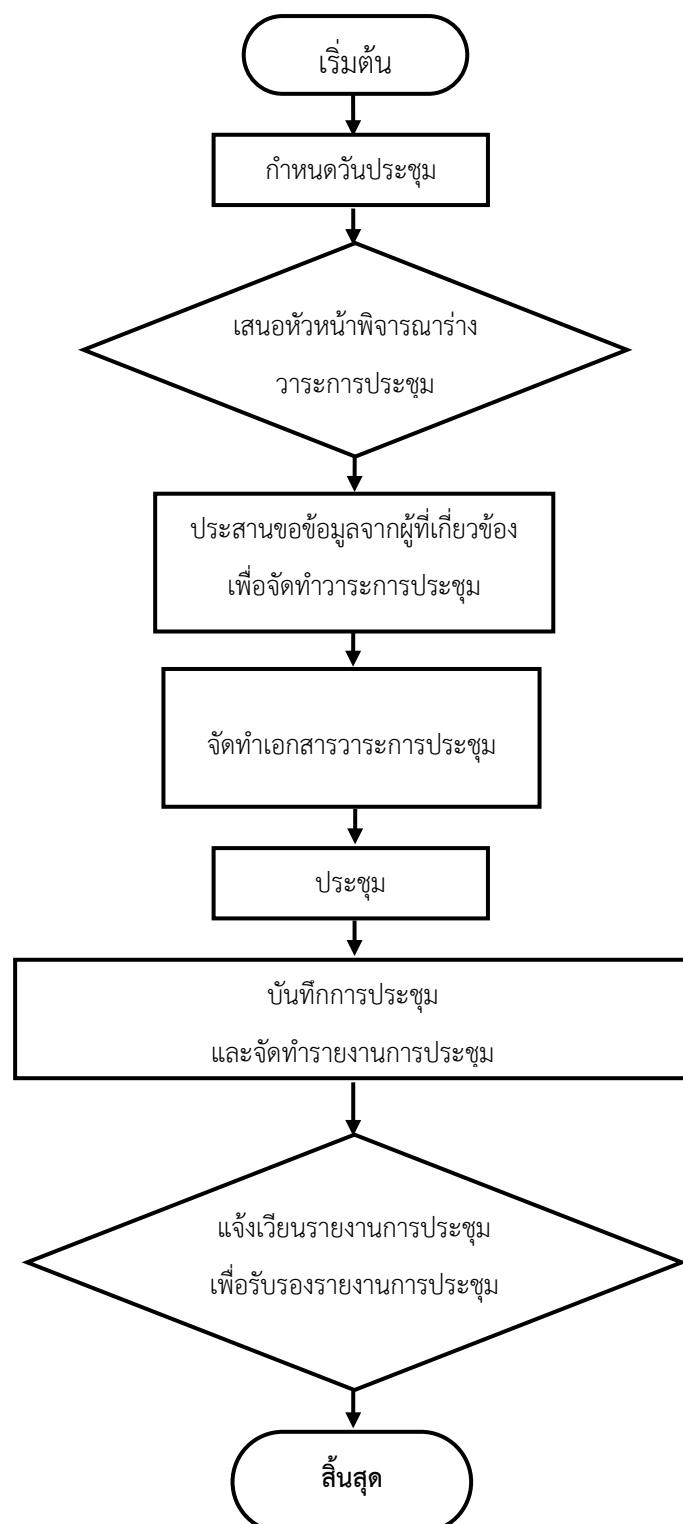 เริ่มต้น
กำหนดวันประชุม
เสนอหัวหน้าพิจารณาร่าง
วาระการประชุม
ประสานขอข้อมูลจากผู้ที่เกี่ยวข้อง
เพื่อจัดทำวาระการประชุม
จัดทำเอกสารวาระการประชุม
ประชุม
บันทึกการประชุม
และจัดทำรายงานการประชุม
แจ้งเวียนรายงานการประชุม
เพื่อรับรองรายงานการประชุม
สิ้นสุด